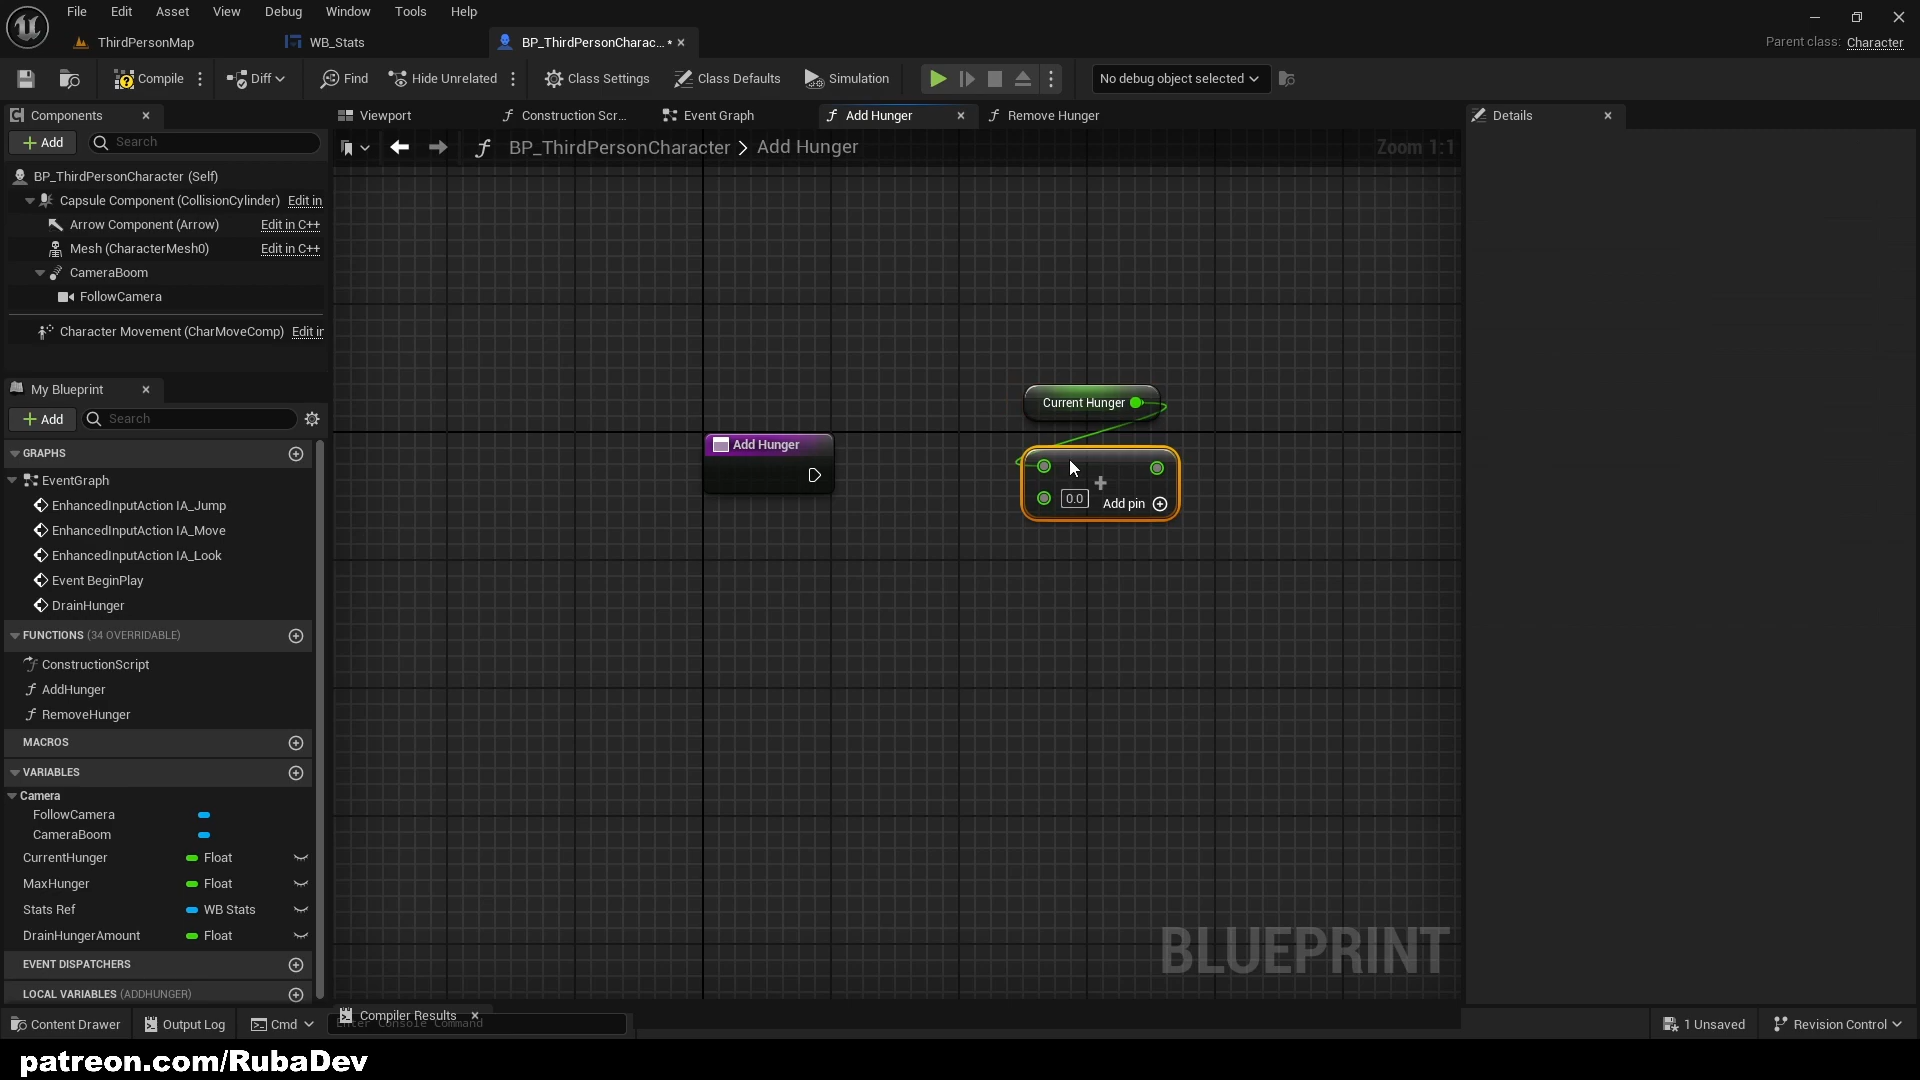 File Edit Asset View Debug Window Tools Help
ThirdPersonMap WB_Stats BP_ThirdPersonCharac...* Parent class: Character
Compile Diff Find Hide Unrelated Class Settings Class Defaults Simulation No debug object selected
Components Viewport Construction Scr... Event Graph Add Hunger Remove Hunger Details
Add Search BP_ThirdPersonCharacter > Add Hunger Zoom 1:1
BP_ThirdPersonCharacter (Self)
Capsule Component (CollisionCylinder) Edit in
Arrow Component (Arrow) Edit in C++
Mesh (CharacterMesh0) Edit in C++
CameraBoom
FollowCamera
Character Movement (CharMoveComp) Edit in
My Blueprint
Add Search
GRAPHS
EventGraph
EnhancedInputAction IA_Jump
EnhancedInputAction IA_Move
EnhancedInputAction IA_Look
Event BeginPlay
DrainHunger
FUNCTIONS (34 OVERRIDABLE)
ConstructionScript
AddHunger
RemoveHunger
MACROS
VARIABLES
Camera
FollowCamera
CameraBoom
CurrentHunger Float
MaxHunger Float
Stats Ref WB Stats
DrainHungerAmount Float
EVENT DISPATCHERS
LOCAL VARIABLES (ADDHUNGER)
Current Hunger
Add Hunger
0.0 Add pin
BLUEPRINT
Compiler Results
Content Drawer Output Log Cmd Enter Console Command 1 Unsaved Revision Control
patreon.com/RubaDev